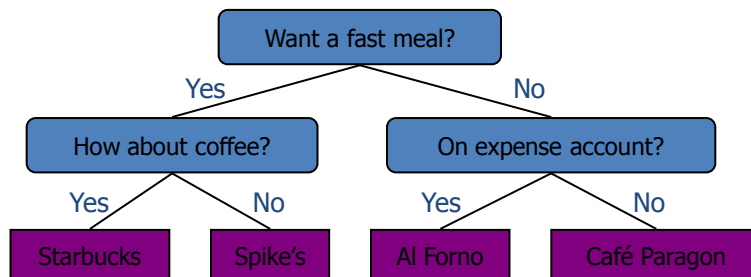 Want a fast meal?
Yes
No
How about coffee?
On expense account?
Yes
No
Yes
No
Starbucks
Spike’s
Al Forno
Café Paragon